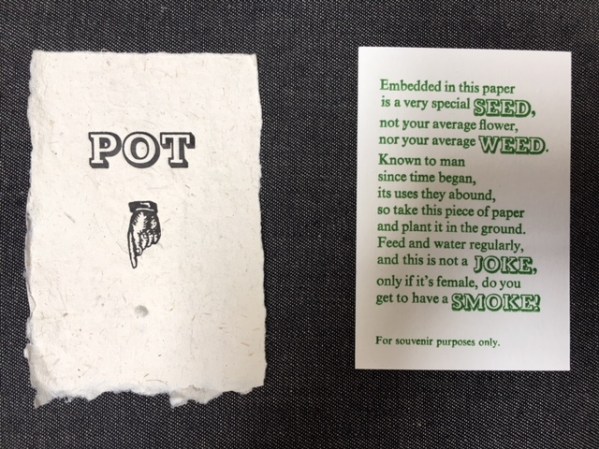 POT
Embedded in this paper
is a very special SEED,
not your average flower,
nor your average WEED.
Known to man
since time began,
its uses they abound,
so take this piece of paper
and plant it in the ground.
Feed and water regularly,
and this is not a JOKE,
only if it's female, do you
get to have a SMOKE!
For souvenir purposes only.